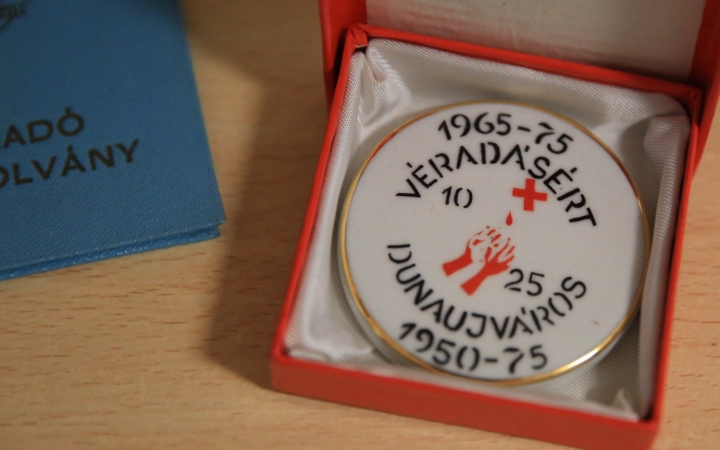 ADÓ
OLVÁNY
1965-75
VÉRADÁSÉRT
10
25
DUNAUJVÁROS
1950-75